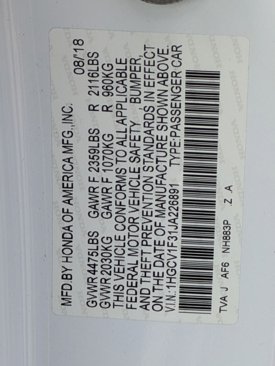 MFD BY HONDA OF AMERICA MFG., INC. 08/18
GVWR 4475LBS GAWR F 2359LBS R 2116LBS
GVWR 2030KG GAWR F 1070KG R 960KG
THIS VEHICLE CONFORMS TO ALL APPLICABLE
FEDERAL MOTOR VEHICLE SAFETY BUMPER,
AND THEFT PREVENTION STANDARDS IN EFFECT
ON THE DATE OF MANUFACTURE SHOWN ABOVE.
V.I.N.: 1HGCV1F31JA226891 TYPE:PASSENGER CAR
TVA J AF6 NH883P Z A